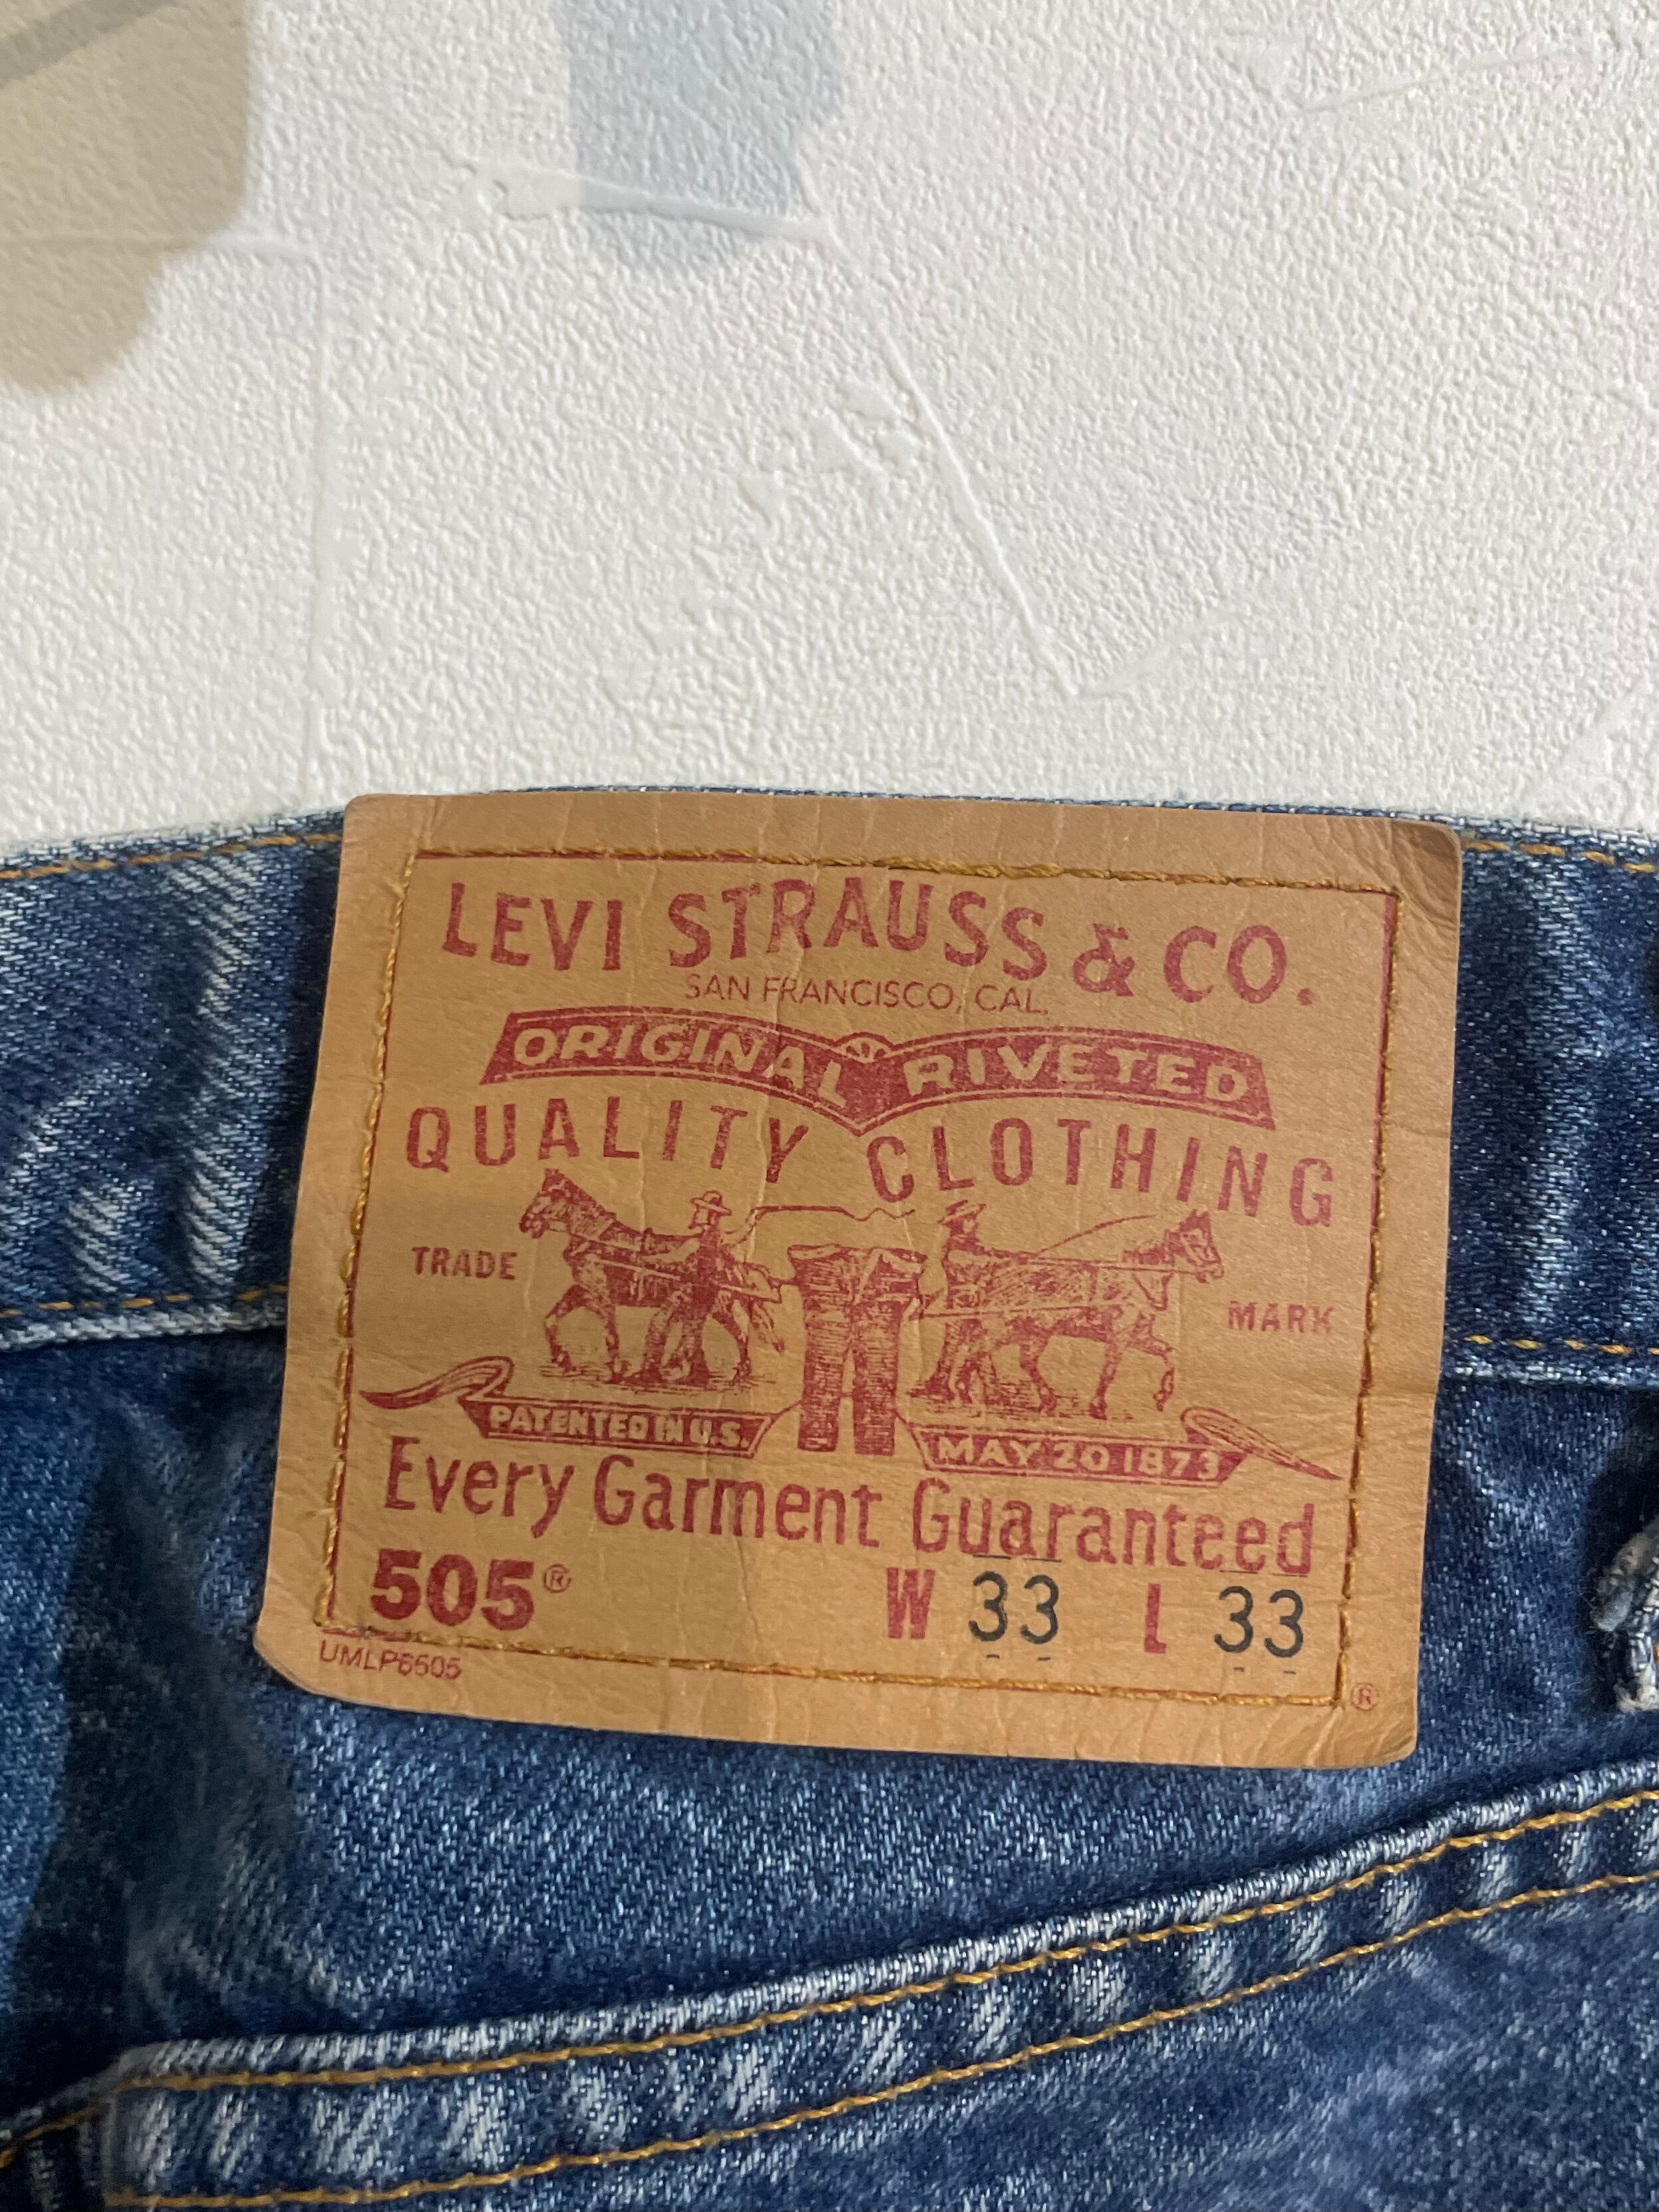 LEVI STRAUSS & CO.
SAN FRANCISCO, CAL.
ORIGINAL RIVETED
QUALITY CLOTHING
TRADE MARK
PATENTED IN U.S. MAY 20 1873
Every Garment Guaranteed
505® W 33 L 33
UMLP6505
®